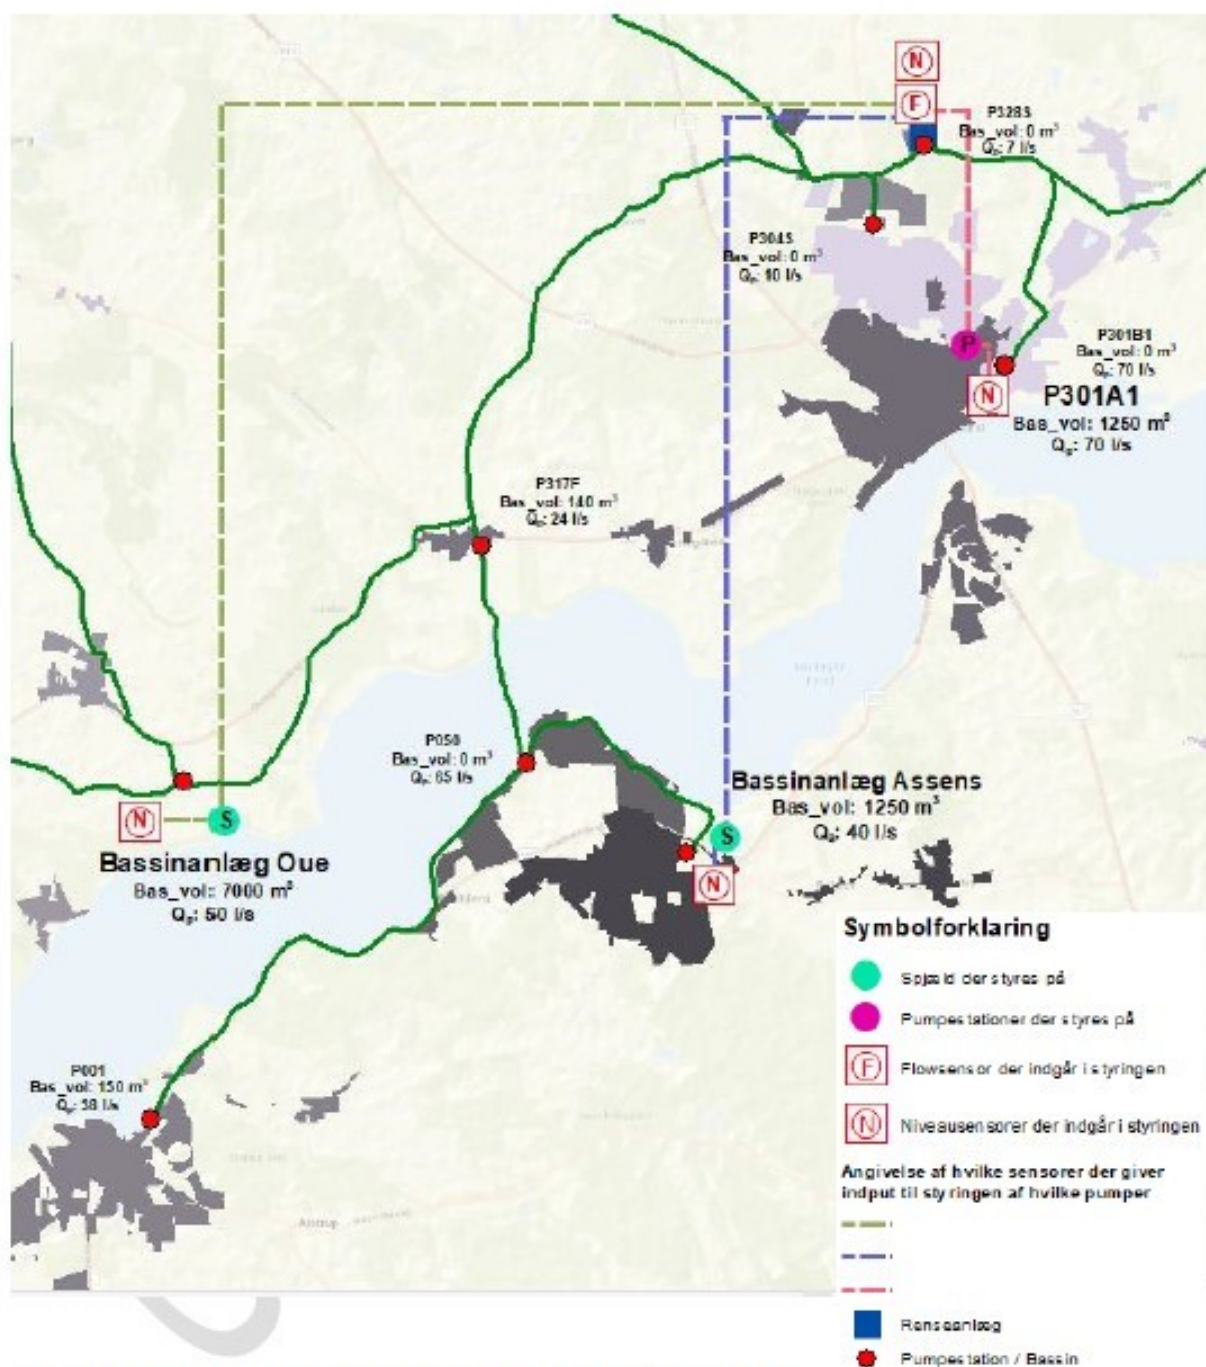 N
F
P328S
Bas_vol: 0 m³
Qₚ: 7 l/s
P304S
Bas_vol: 0 m³
Qₚ: 10 l/s
P
P301B1
Bas_vol: 0 m³
Qₚ: 70 l/s
N
P301A1
Bas_vol: 1250 m³
Qₚ: 70 l/s
P317F
Bas_vol: 140 m³
Qₚ: 24 l/s
P050
Bas_vol: 0 m³
Qₚ: 65 l/s
N
S
Bassinanlæg Oue
Bas_vol: 7000 m³
Qₚ: 50 l/s
Bassinanlæg Assens
Bas_vol: 1250 m³
Qₚ: 40 l/s
S
N
P001
Bas_vol: 150 m³
Qₚ: 38 l/s
Alstrup
Symbolforklaring
Spjæld der styres på
Pumpestationer der styres på
F
Flowsensor der indgår i styringen
N
Niveausensorer der indgår i styringen
Angivelse af hvilke sensorer der giver
indput til styringen af hvilke pumper
Renseanlæg
Pumpestation / Bassin